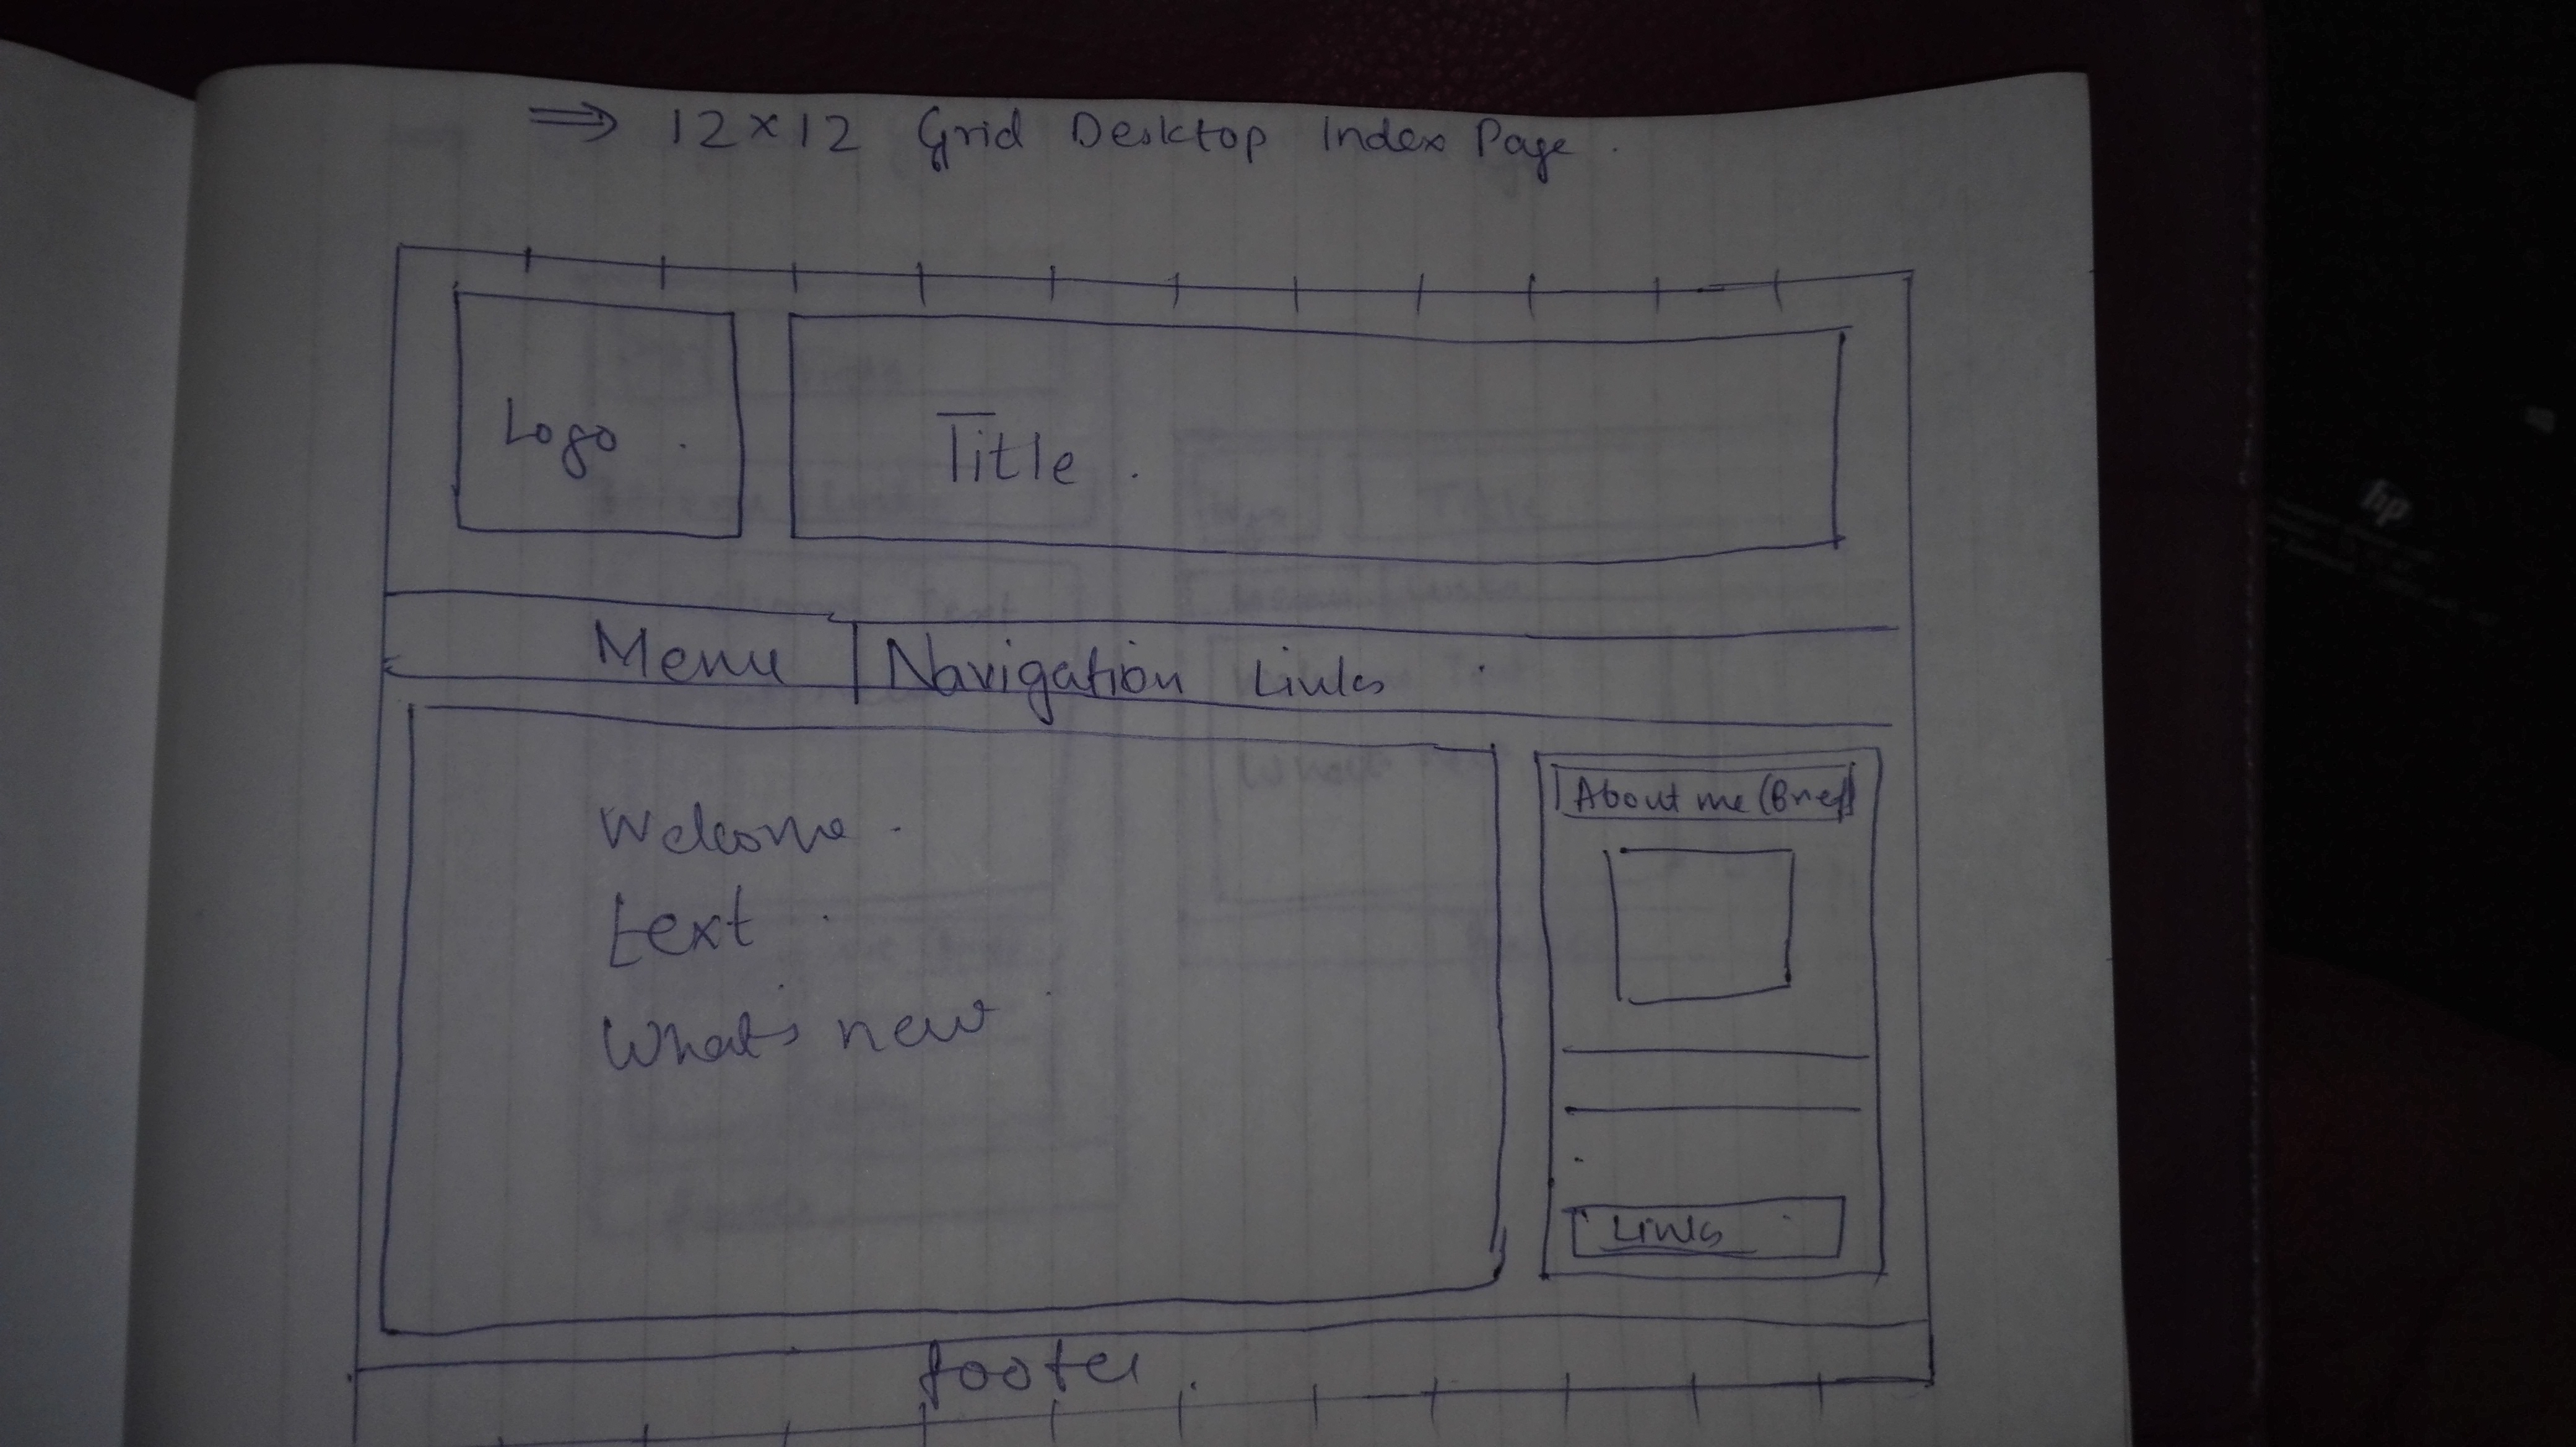 ⇒ 12×12 Grid Desktop Index Page.
Logo.
Title.
Menu | Navigation Links.
Welcome.
text.
What's new
About me (Brief)
Links
footer.
hp